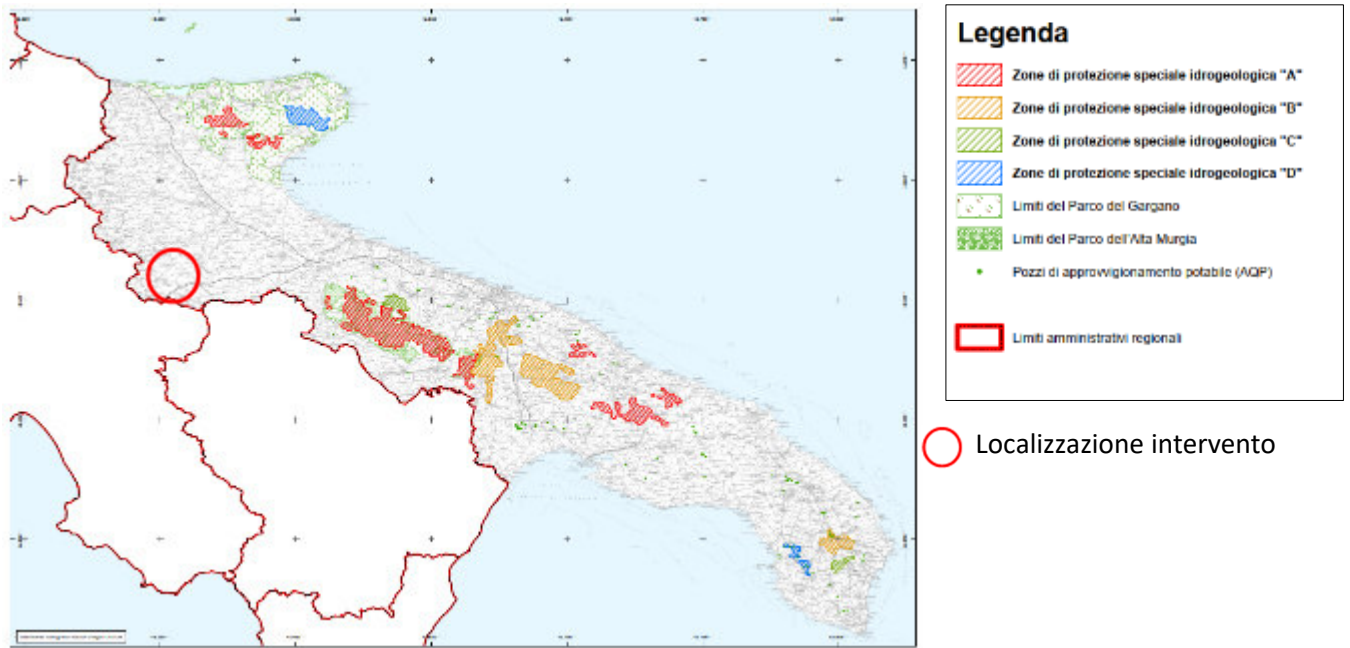 Legenda
Zone di protezione speciale idrogeologica "A"
Zone di protezione speciale idrogeologica "B"
Zone di protezione speciale idrogeologica "C"
Zone di protezione speciale idrogeologica "D"
Limiti del Parco del Gargano
Limiti del Parco dell'Alta Murgia
Pozzi di approvvigionamento potabile (AQP)
Limiti amministrativi regionali
Localizzazione intervento